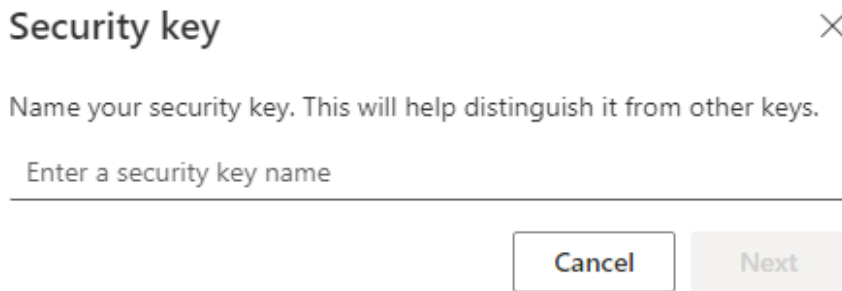 Security key
Name your security key. This will help distinguish it from other keys.
Enter a security key name
Cancel
Next